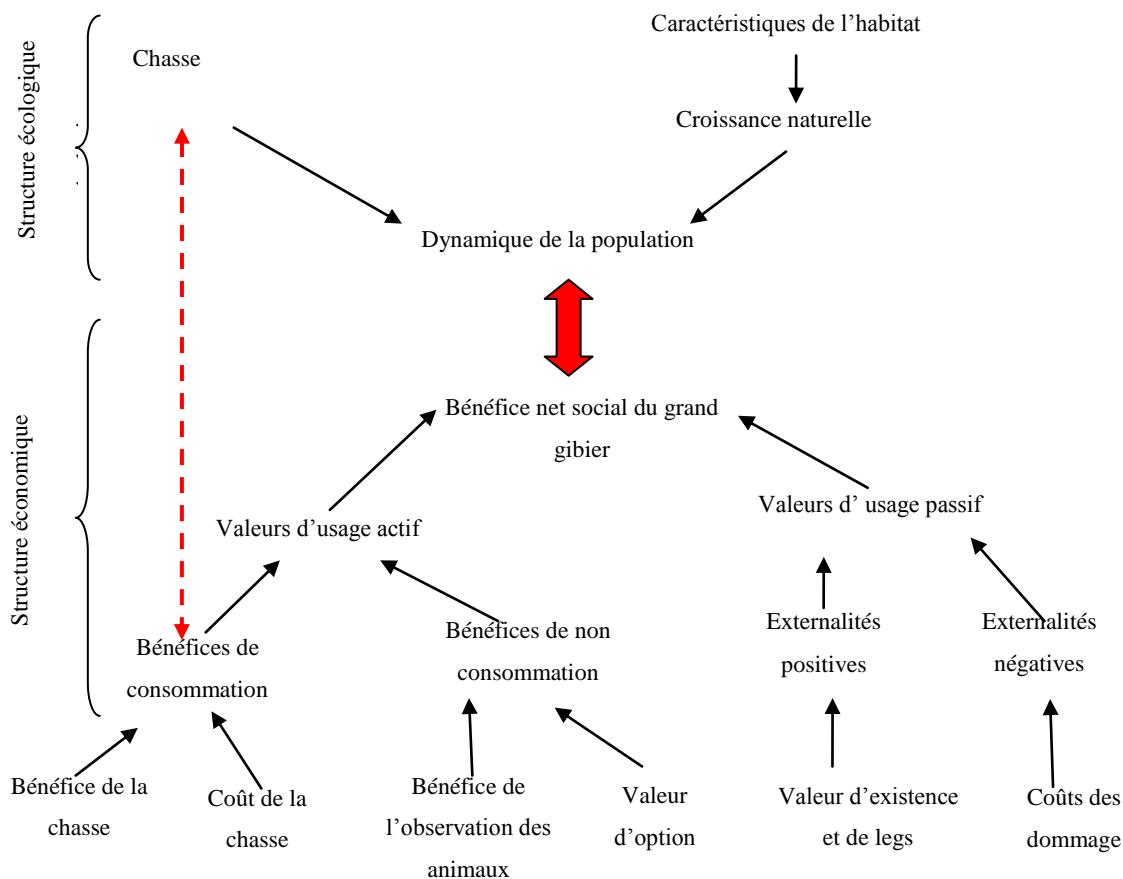 Structure écologique
Caractéristiques de l’habitat
Chasse
Croissance naturelle
Dynamique de la population
Structure économique
Bénéfice net social du grand
gibier
Valeurs d’ usage passif
Valeurs d’usage actif
Bénéfices de
consommation
Bénéfices de non
consommation
Externalités
positives
Externalités
négatives
Bénéfice de la
chasse
Coût de la
chasse
Bénéfice de
l’observation des
animaux
Valeur
d’option
Valeur d’existence
et de legs
Coûts des
dommage